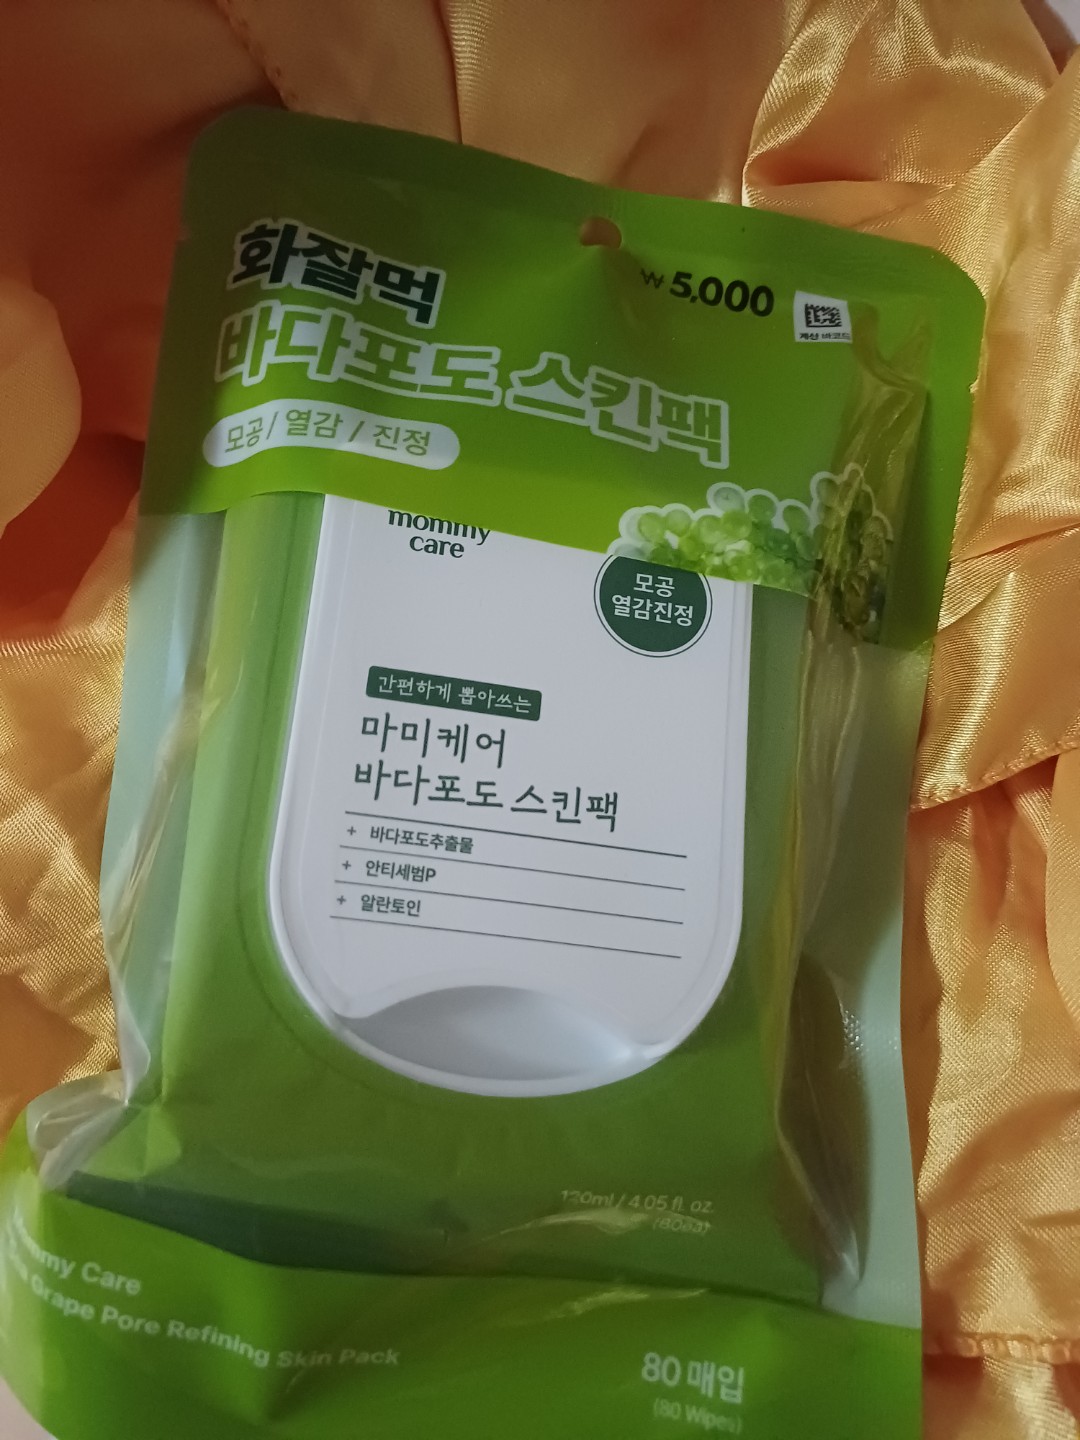 화잘먹
₩ 5,000
계산 바코드
바다포도 스킨팩
모공 / 열감 / 진정
mommy
care
모공
열감진정
간편하게 뽑아쓰는
마미케어
바다포도 스킨팩
+ 바다포도추출물
+ 안티세범P
+ 알란토인
120ml / 4.05 fl. oz.
(80ea)
Care
Grape Pore Refining Skin Pack
80 매입
(80 Wipes)